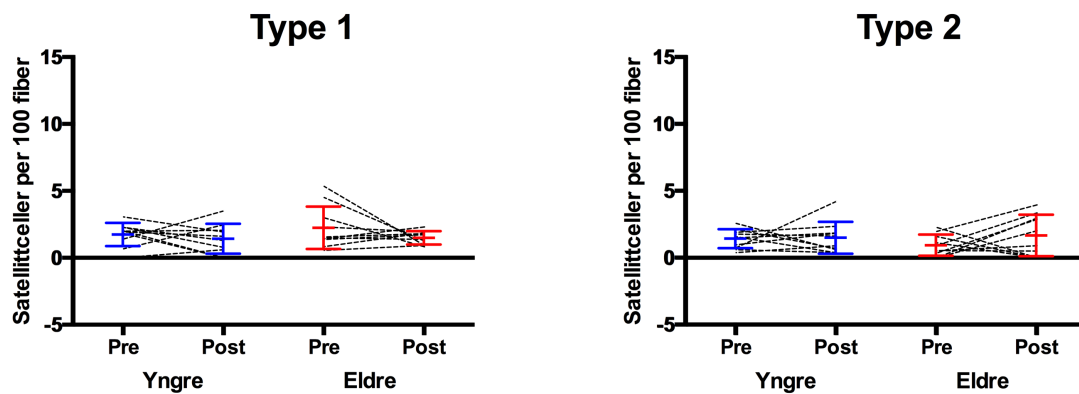 Type 1
Satellittceller per 100 fiber
15
10
5
0
-5
Pre Post Pre Post
Yngre Eldre
Type 2
Satellittceller per 100 fiber
15
10
5
0
-5
Pre Post Pre Post
Yngre Eldre